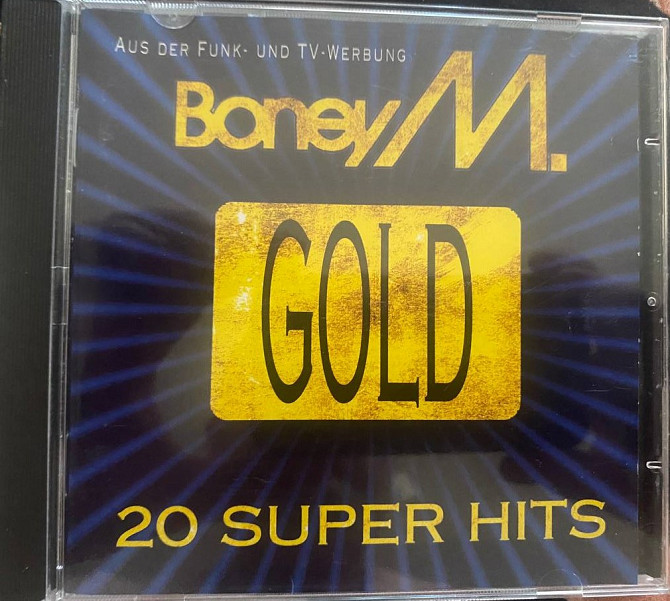 AUS DER FUNK- UND TV-WERBUNG
Boney M.
GOLD
20 SUPER HITS